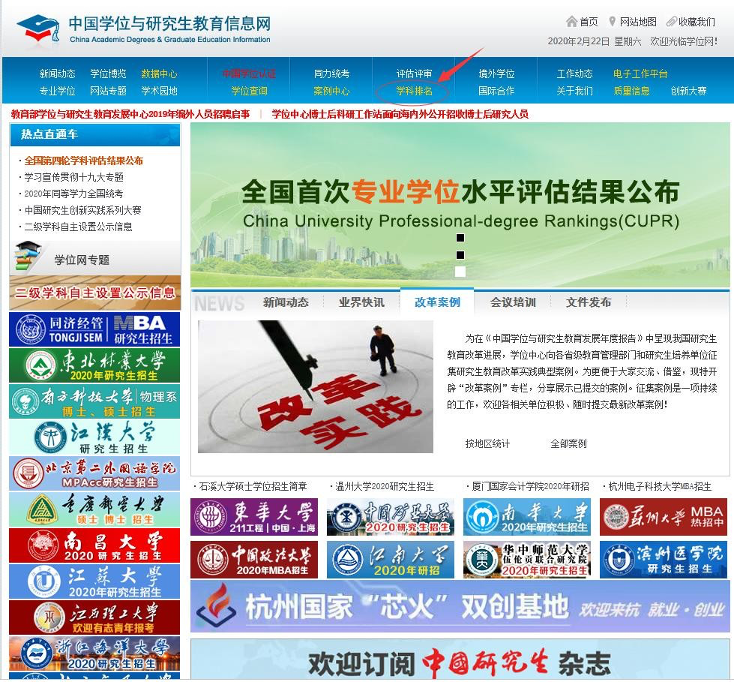 中国学位与研究生教育信息网
China Academic Degrees & Graduate Education Information
首页 网站地图 收藏我们
2020年2月22日 星期六 欢迎光临学位网!
新闻动态 学位博览 数据中心 中国学位认证 同力统考 评估评审 境外学位 工作动态 电子工作平台
专业学位 网站专题 学术园地 学位查询 案例中心 学科排名 国际合作 关于我们 质量信息 创新大赛
教育部学位与研究生教育发展中心2019年编外人员招聘启事 | 学位中心博士后科研工作站面向海内外公开招收博士后研究人员
热点直通车
·全国第四轮学科评估结果公布
·学习宣传贯彻十九大专题
·2020年同等学力全国统考
·中国研究生创新实践系列大赛
·二级学科自主设置公示信息
学位网专题
二级学科自主设置公示信息
同济经管 MBA
TONGJI SEM 研究生招生
东北林业大学
2020年研究生招生
南方科技大学 物理系
博士、硕士招生
江汉大学
研究生招生
北京第二外国语学院
MPAcc研究生招生
重庆邮电大学
硕士 博士 招生
南昌大学
2020 研究生招生
江苏大学
2020年研究生招生
江西理工大学
欢迎有志青年报考
浙江海洋大学
2020年研究生招生
全国首次专业学位水平评估结果公布
China University Professional-degree Rankings(CUPR)
NEWS 新闻动态 业界快讯 改革案例 会议培训 文件发布
改革
实践
为在《中国学位与研究生教育发展年度报告》中呈现我国研究生
教育改革进展，学位中心向各省级教育管理部门和研究生培养单位征
集研究生教育改革实践典型案例。为更便于大家交流、借鉴，现特开
辟“改革案例”专栏，分享展示已提交的案例。征集案例是一项持续
的工作，欢迎各相关单位积极、随时提交最新改革案例!
按地区统计 全部案例
·石溪大学硕士学位招生简章 ·温州大学2020研究生招生 ·厦门国家会计学院2020年研招 ·杭州电子科技大学MBA招生
東華大學
211工程|中国·上海
中国矿业大学
2020研究生招生
南華大學
2020年研究生招生
蘇州大学 MBA
热招中
中国政法大学
2020年MBA招生
江南大学
2020年研招
华中师范大学
伍伦贡联合研究院
滨州医学院
研究生招生
杭州国家“芯火”双创基地 欢迎来杭 就业·创业
欢迎订阅 中國研究生 杂志